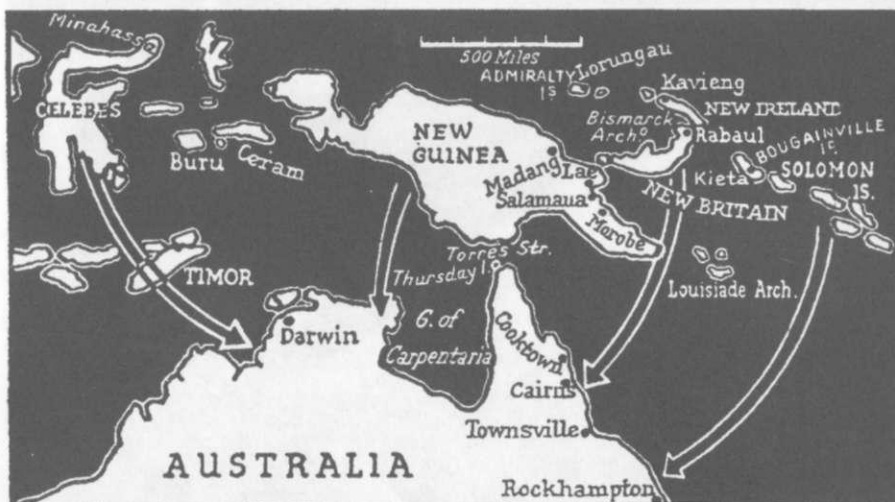 Minahassa
500 Miles
ADMIRALTY IS.
Lorungau
Kavieng
CELEBES
NEW IRELAND
Bismarck Arch.
Rabaul
NEW GUINEA
BOUGAINVILLE I.
Buru
Ceram
Madang
Lae
Kieta
SOLOMON IS.
Salamaua
NEW BRITAIN
Morobe
Torres Str.
TIMOR
Thursday I.
Louisiade Arch.
Darwin
G. of Carpentaria
Cooktown
Cairns
Townsville
AUSTRALIA
Rockhampton